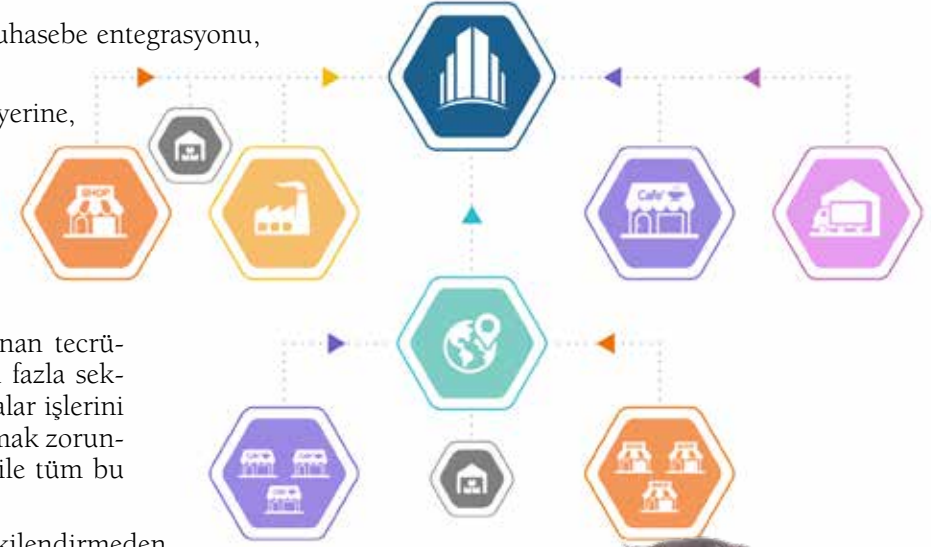 uhasebe entegrasyonu,
yerine,
SHOP
Cafe
nan tecrü-
fazla sek-
alar işlerini
mak zorun-
ile tüm bu
kilendirmeden